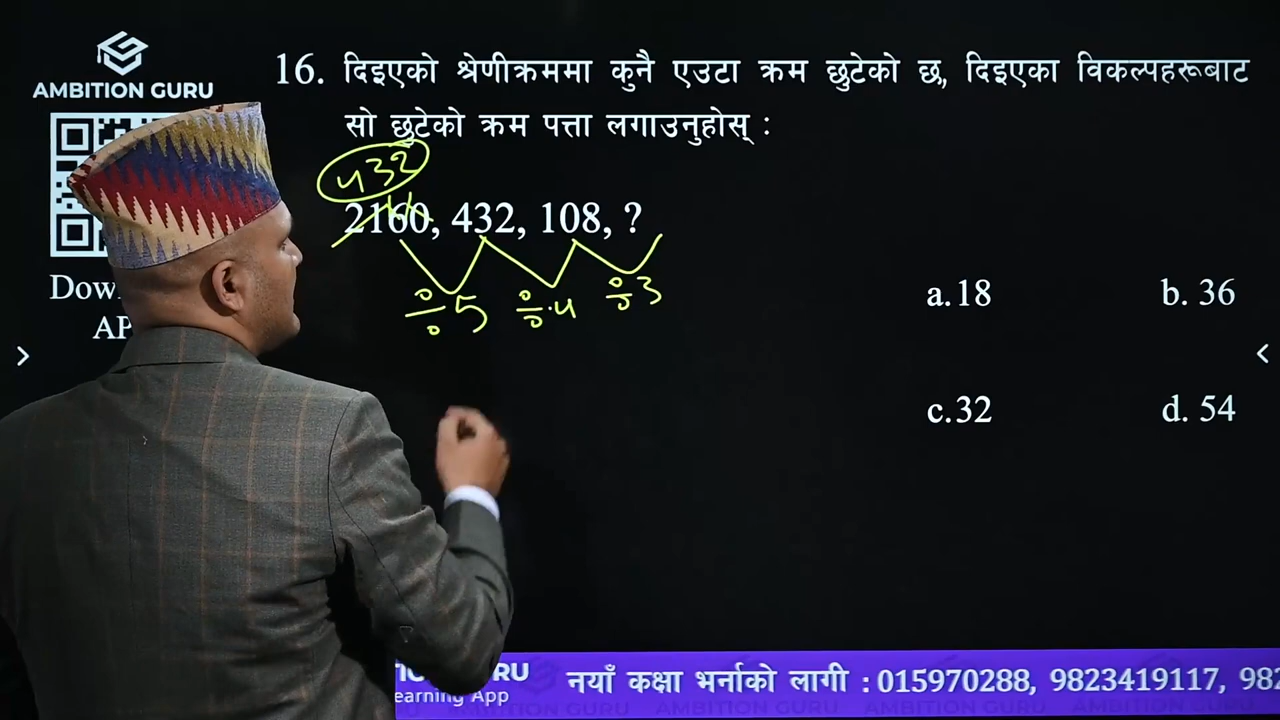 AMBITION GURU
16. दिइएको श्रेणीक्रममा कुनै एउटा क्रम छुटेको छ, दिइएका विकल्पहरूबाट
सो छुटेको क्रम पत्ता लगाउनुहोस् :
432
2160, 432, 108, ?
÷5 ÷4 ÷3
a.18 b. 36
c.32 d. 54
नयाँ कक्षा भर्नाको लागी : 015970288, 9823419117,